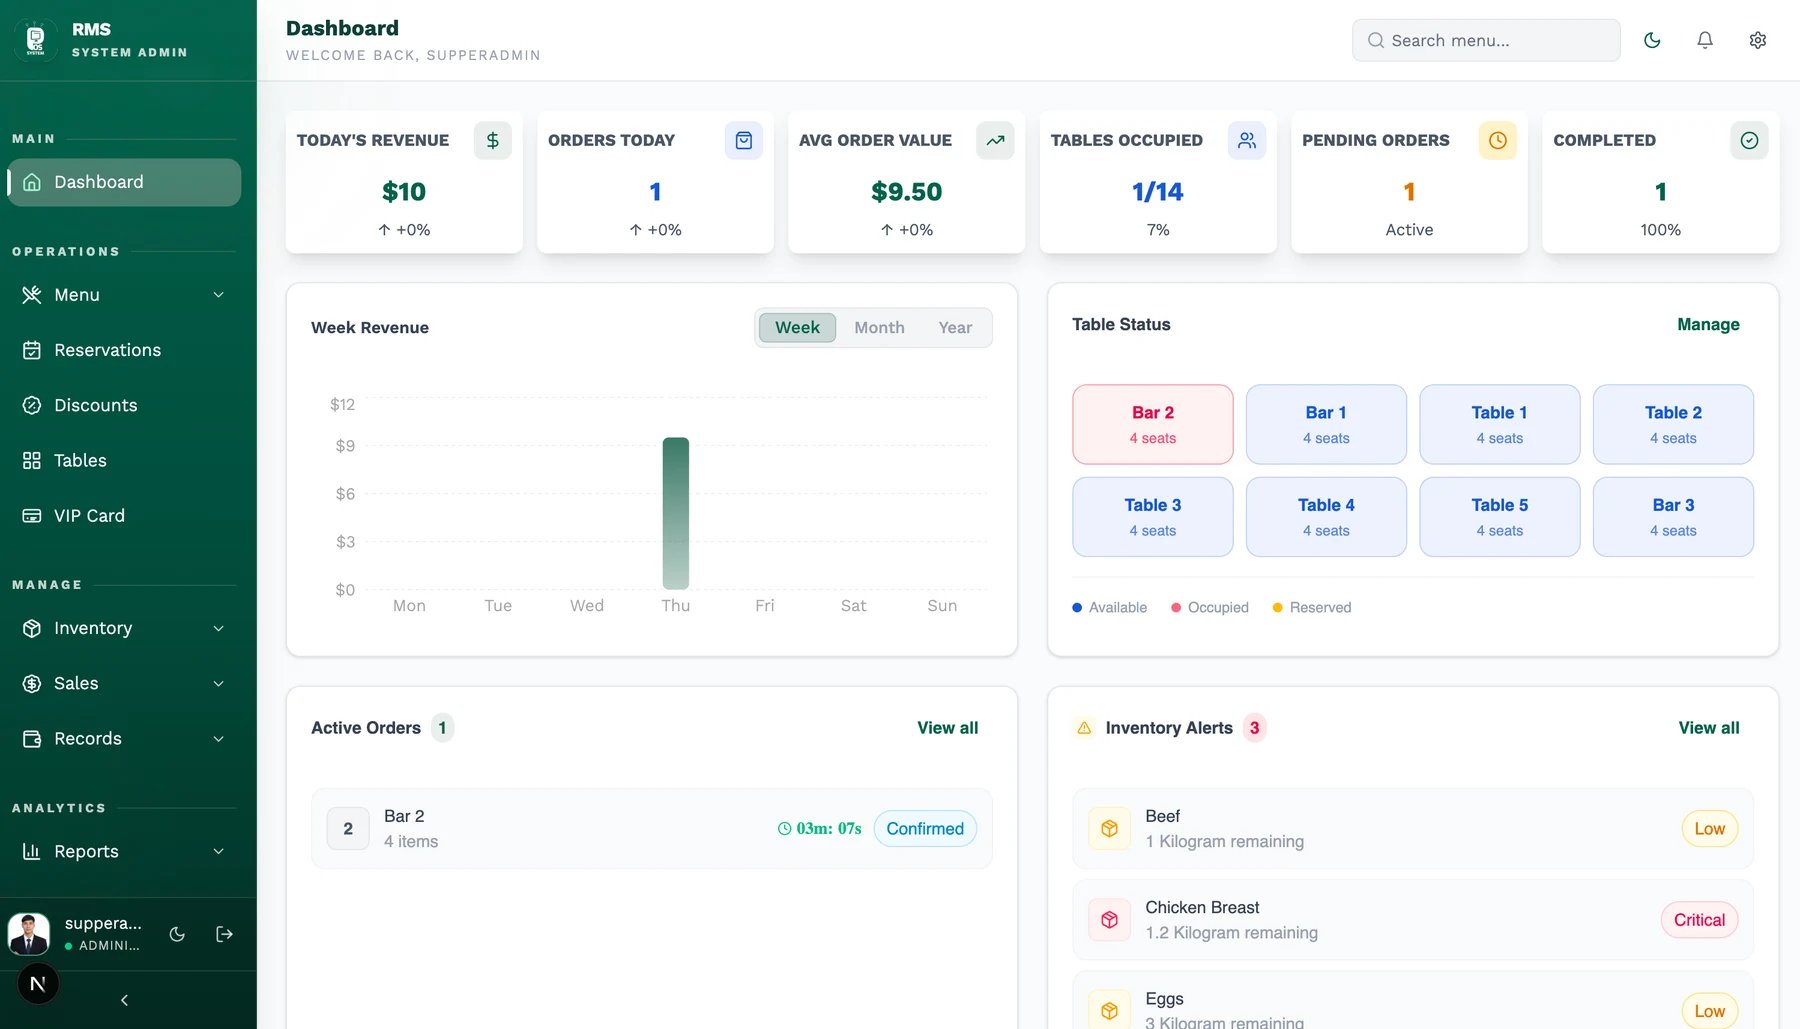 OS
SYSTEM
RMS
SYSTEM ADMIN
MAIN
Dashboard
OPERATIONS
Menu
Reservations
Discounts
Tables
VIP Card
MANAGE
Inventory
Sales
Records
ANALYTICS
Reports
suppera...
ADMINI...
N
Dashboard
WELCOME BACK, SUPPERADMIN
Search menu...
TODAY'S REVENUE
$10
↑ +0%
ORDERS TODAY
1
↑ +0%
AVG ORDER VALUE
$9.50
↑ +0%
TABLES OCCUPIED
1/14
7%
PENDING ORDERS
1
Active
COMPLETED
1
100%
Week Revenue
Week Month Year
$12
$9
$6
$3
$0
Mon Tue Wed Thu Fri Sat Sun
Table Status
Manage
Bar 2
4 seats
Bar 1
4 seats
Table 1
4 seats
Table 2
4 seats
Table 3
4 seats
Table 4
4 seats
Table 5
4 seats
Bar 3
4 seats
Available Occupied Reserved
Active Orders 1
View all
2
Bar 2
4 items
03m: 07s
Confirmed
Inventory Alerts 3
View all
Beef
1 Kilogram remaining
Low
Chicken Breast
1.2 Kilogram remaining
Critical
Eggs
3 Kilogram remaining
Low